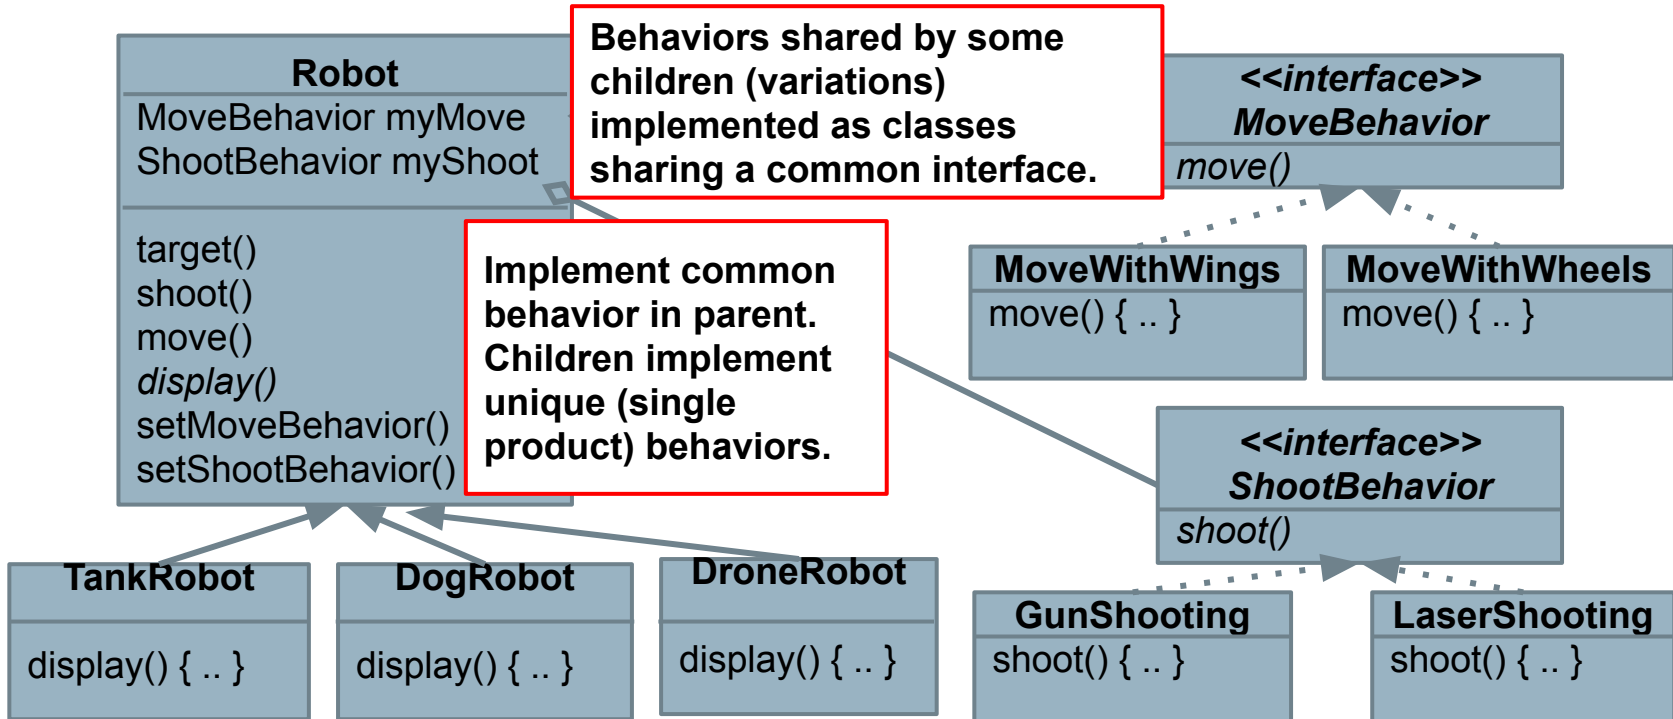 Robot
MoveBehavior myMove
ShootBehavior myShoot
target()
shoot()
move()
display()
setMoveBehavior()
setShootBehavior()
Behaviors shared by some
children (variations)
implemented as classes
sharing a common interface.
Implement common
behavior in parent.
Children implement
unique (single
product) behaviors.
<<interface>>
MoveBehavior
move()
MoveWithWings
move() { .. }
MoveWithWheels
move() { .. }
<<interface>>
ShootBehavior
shoot()
TankRobot
display() { .. }
DogRobot
display() { .. }
DroneRobot
display() { .. }
GunShooting
shoot() { .. }
LaserShooting
shoot() { .. }